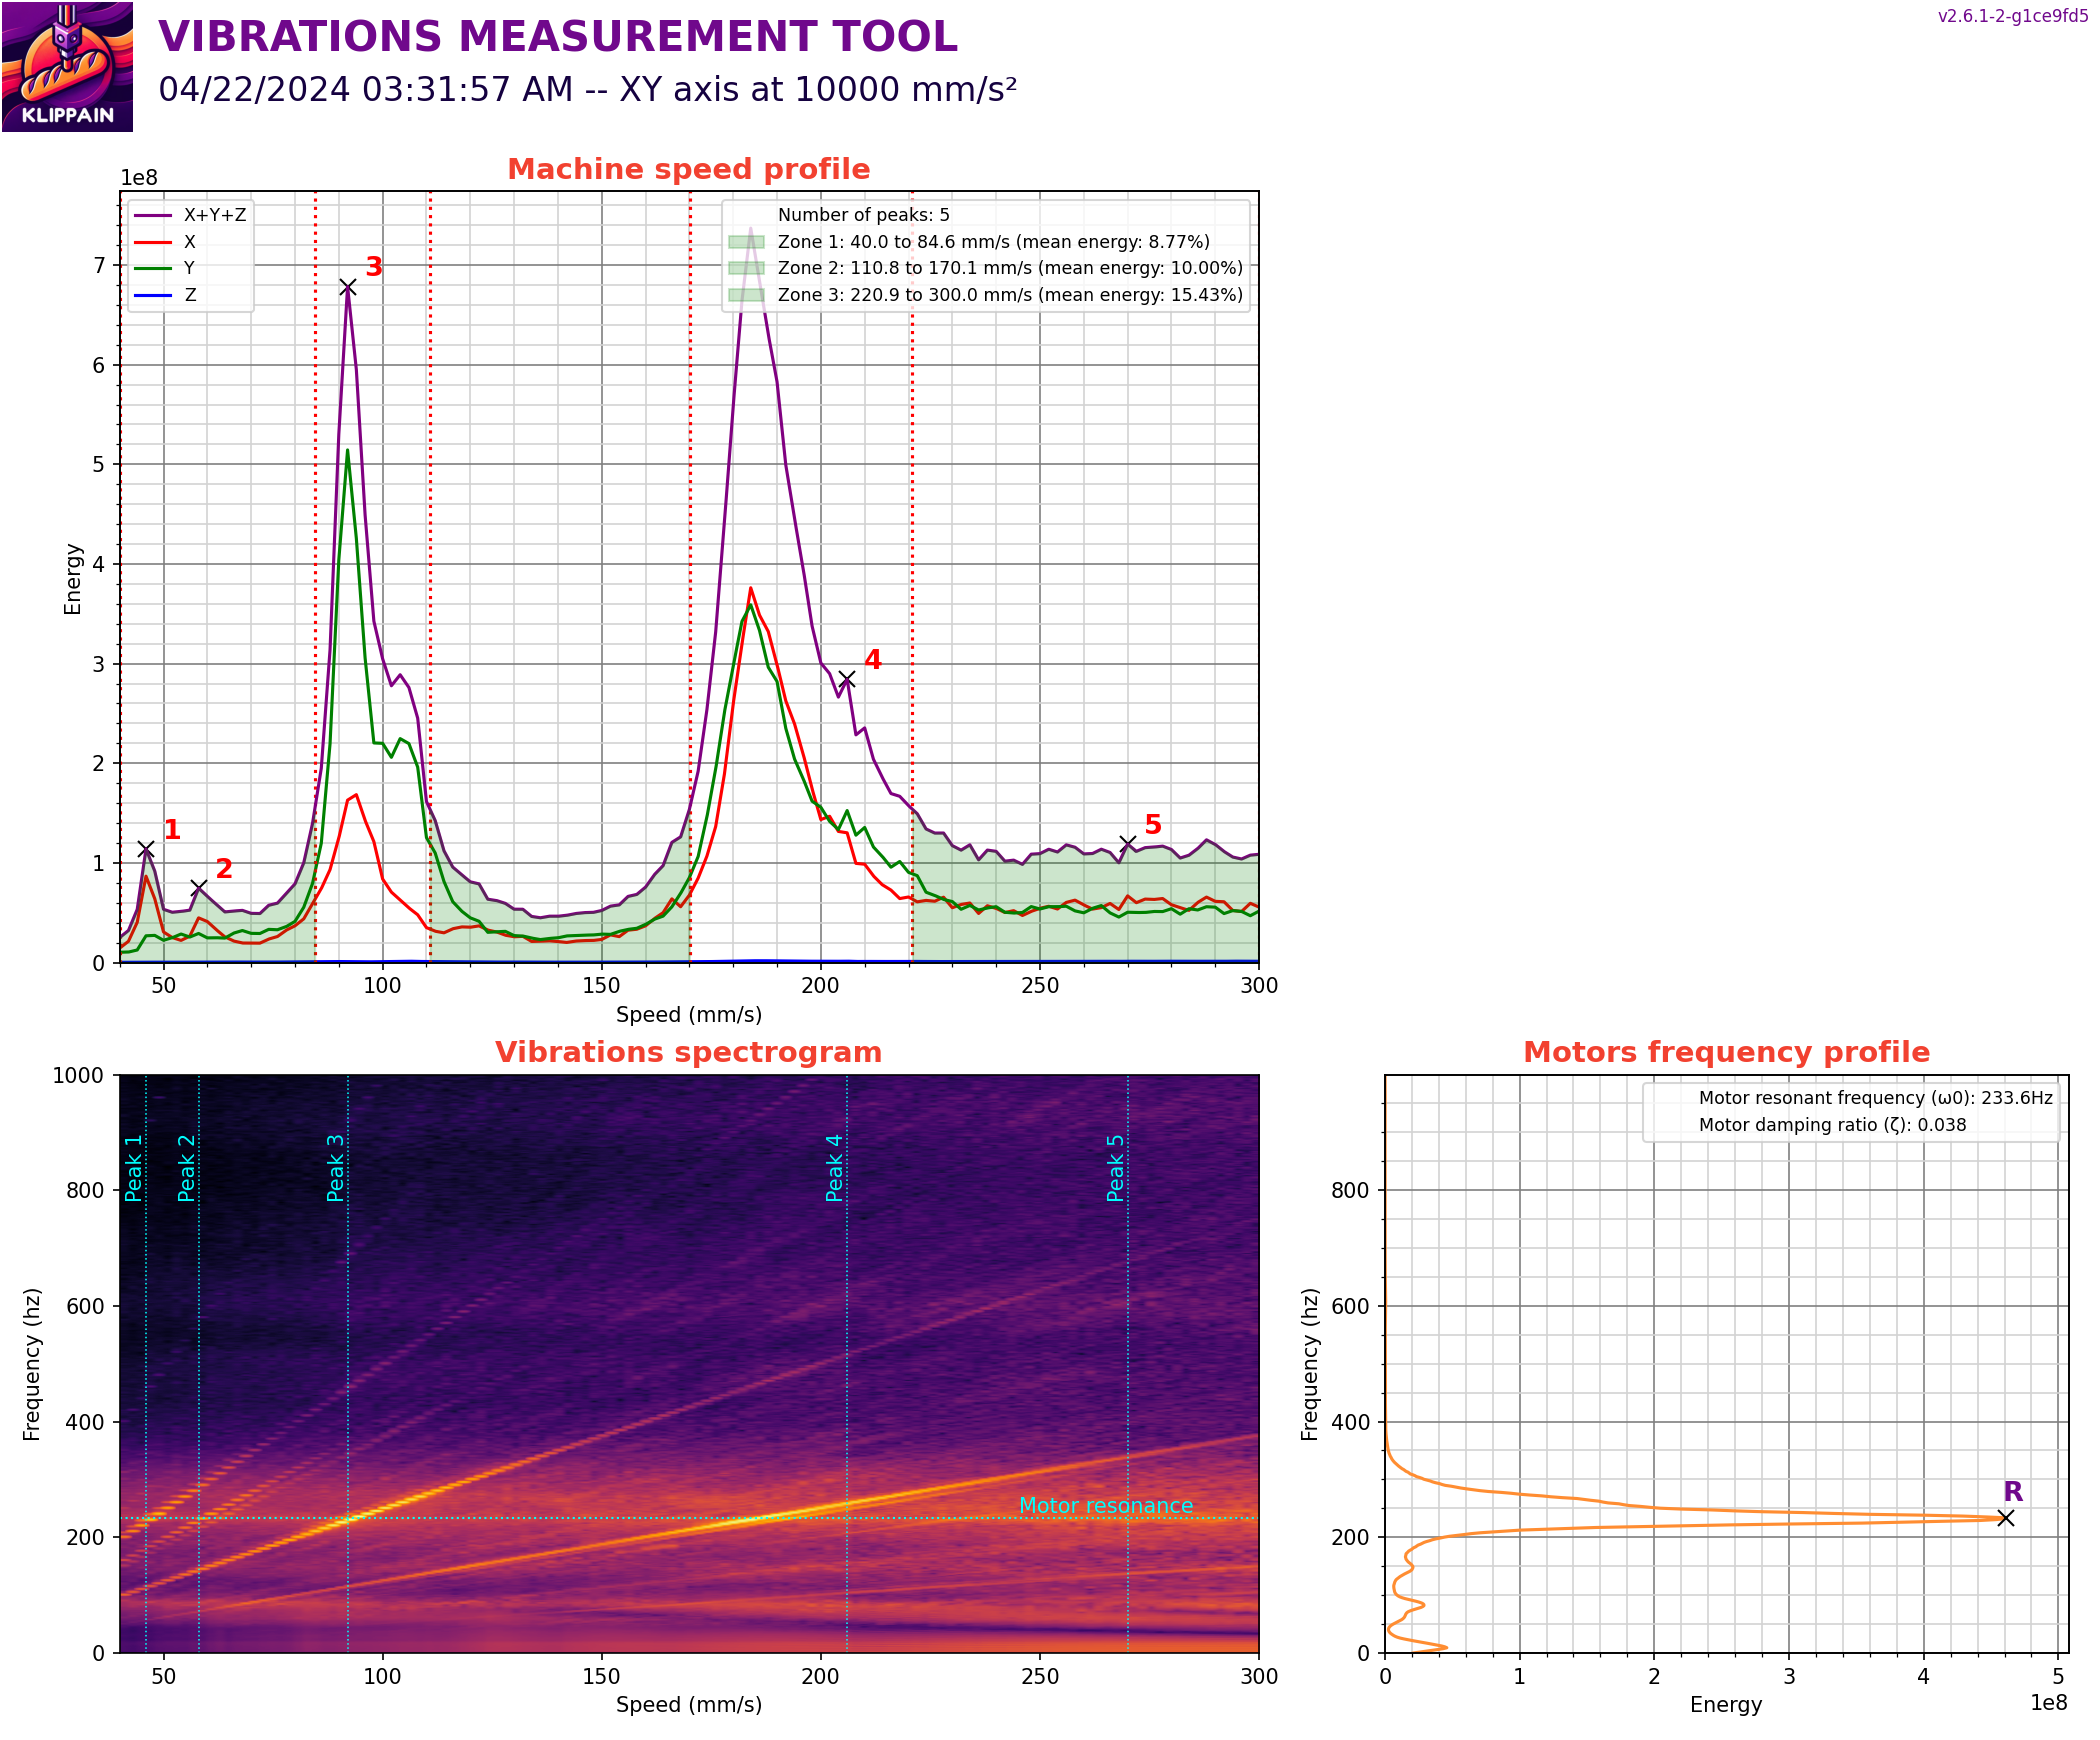 v2.6.1-2-g1ce9fd5
VIBRATIONS MEASUREMENT TOOL
04/22/2024 03:31:57 AM -- XY axis at 10000 mm/s²
KLIPPAIN
Machine speed profile
1e8
X+Y+Z
X
Y
Z
Number of peaks: 5
Zone 1: 40.0 to 84.6 mm/s (mean energy: 8.77%)
Zone 2: 110.8 to 170.1 mm/s (mean energy: 10.00%)
Zone 3: 220.9 to 300.0 mm/s (mean energy: 15.43%)
7
6
5
4
3
2
1
0
Energy
1
2
3
4
5
50 100 150 200 250 300
Speed (mm/s)
Vibrations spectrogram
1000
800
600
400
200
0
Frequency (hz)
Peak 1
Peak 2
Peak 3
Peak 4
Peak 5
Motor resonance
50 100 150 200 250 300
Speed (mm/s)
Motors frequency profile
Motor resonant frequency (ω0): 233.6Hz
Motor damping ratio (ζ): 0.038
800
600
400
200
0
Frequency (hz)
R
0 1 2 3 4 5
Energy
1e8